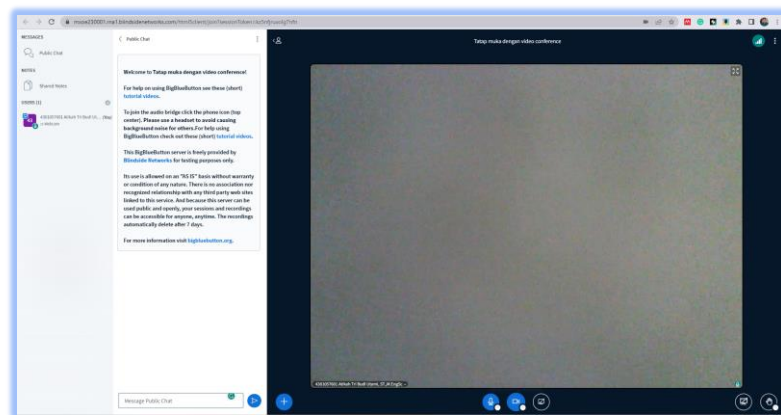 MESSAGES
Public Chat
NOTES
Shared Notes
USERS (1)
Public Chat
Welcome to Tatap muka dengan video conference!
For help on using BigBlueButton see these (short)
tutorial videos.
To join the audio bridge click the phone icon (top
center). Please use a headset to avoid causing
background noise for others.For help using
BigBlueButton check out these (short) tutorial videos.
This BigBlueButton server is freely provided by
Blindside Networks for testing purposes only.
Its use is allowed on an "AS IS" basis without warranty
or condition of any nature. There is no association nor
recognized relationship with any third party web sites
linked to this service. And because this server can be
used public and openly, your sessions and recordings
can be accessible for anyone, anytime. The recordings
automatically delete after 7 days.
For more information visit bigbluebutton.org.
Message Public Chat
Tatap muka dengan video conference